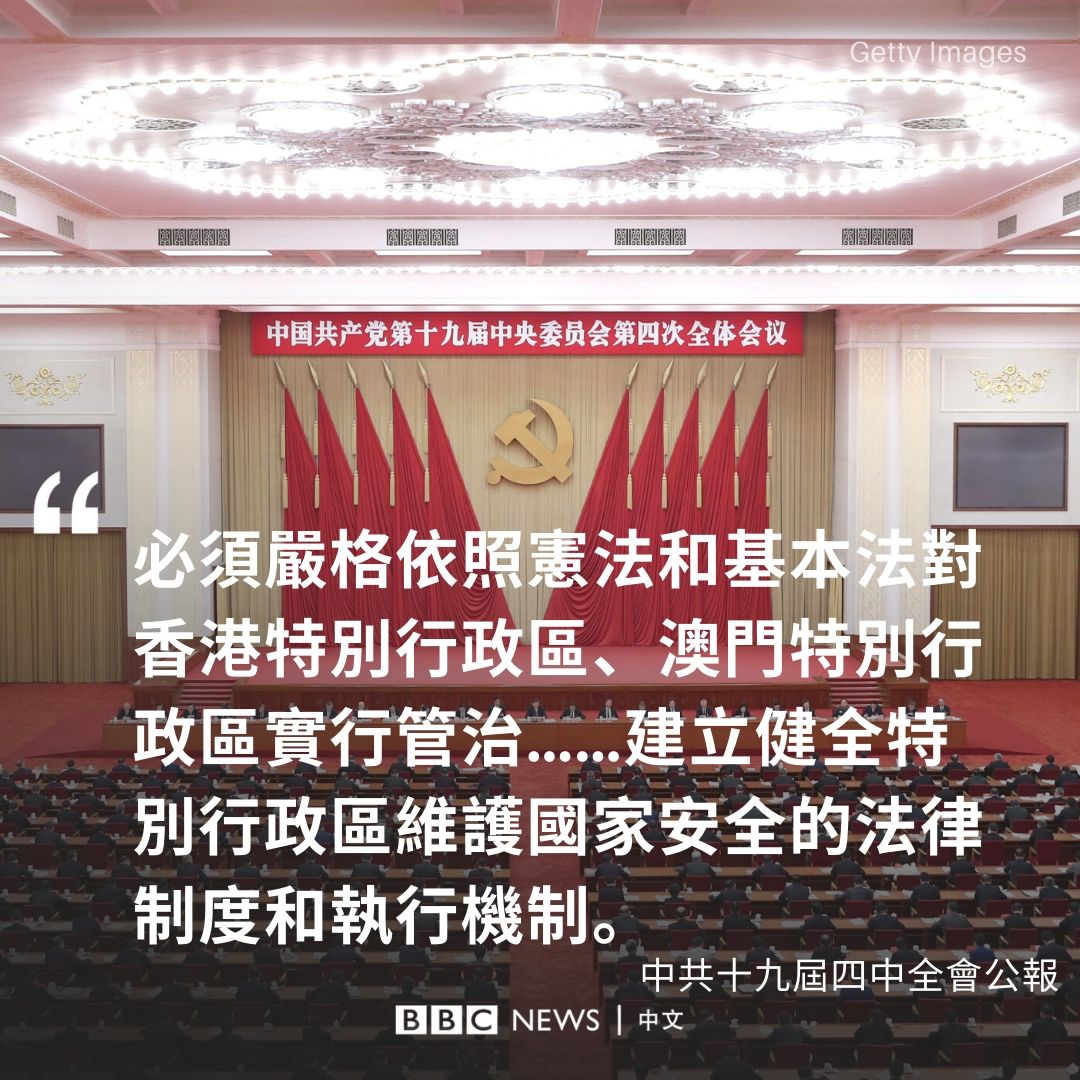 Getty Images
中国共产党第十九届中央委员会第四次全体会议
“
必須嚴格依照憲法和基本法對
香港特別行政區、澳門特別行
政區實行管治……建立健全特
別行政區維護國家安全的法律
制度和執行機制。
中共十九屆四中全會公報
BBC NEWS | 中文